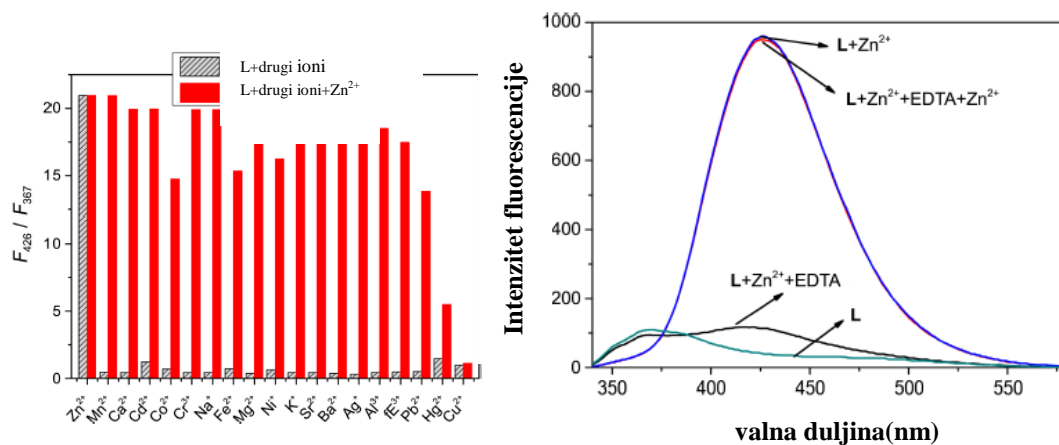 L+drugi ioni
L+drugi ioni+Zn²⁺
20
15
10
5
0
F₄₂₆ / F₃₆₇
Zn²⁺ Mn²⁺ Ca²⁺ Cd²⁺ Co²⁺ Cr³⁺ Na⁺ Fe²⁺ Mg²⁺ Ni⁺ K⁺ Sr²⁺ Ba²⁺ Ag⁺ Al³⁺ fE³⁺ Pb²⁺ Hg²⁺ Cu²⁺
1000
800
600
400
200
0
Intenzitet fluorescencije
L+Zn²⁺
L+Zn²⁺+EDTA+Zn²⁺
L+Zn²⁺+EDTA
L
350 400 450 500 550
valna duljina(nm)